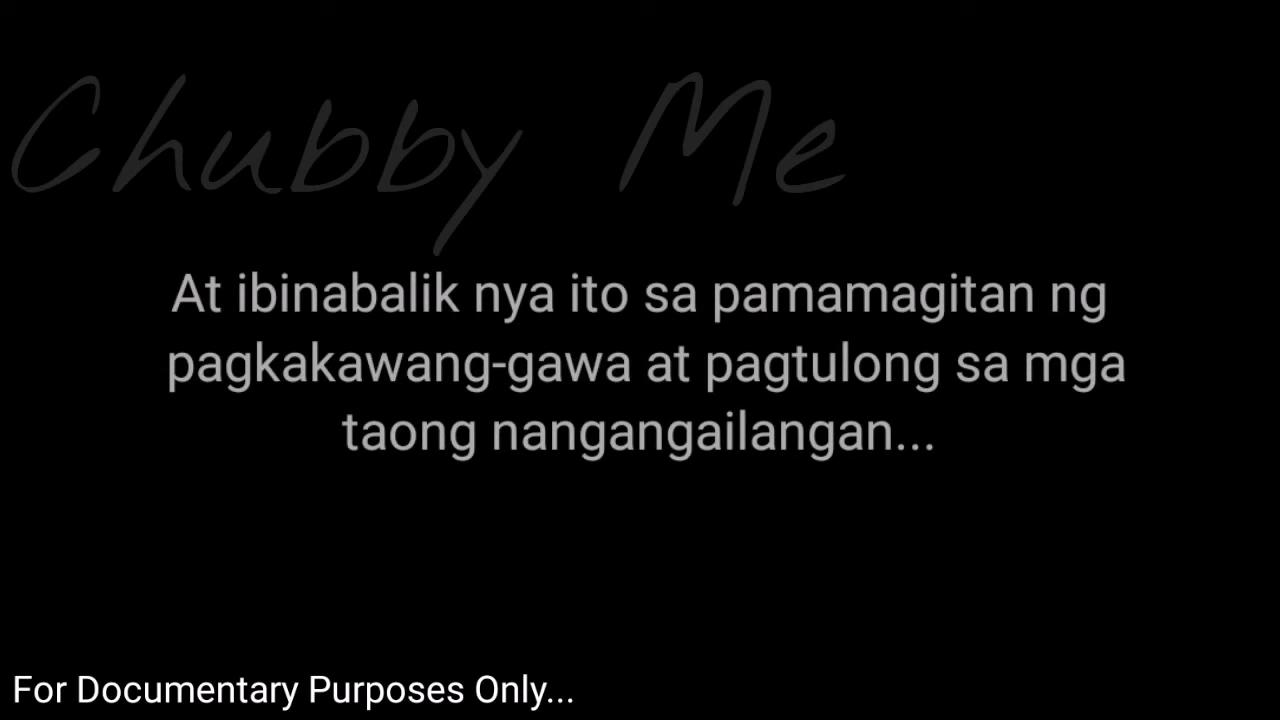 Chubby Me
At ibinabalik nya ito sa pamamagitan ng
pagkakawang-gawa at pagtulong sa mga
taong nangangailangan...
For Documentary Purposes Only...